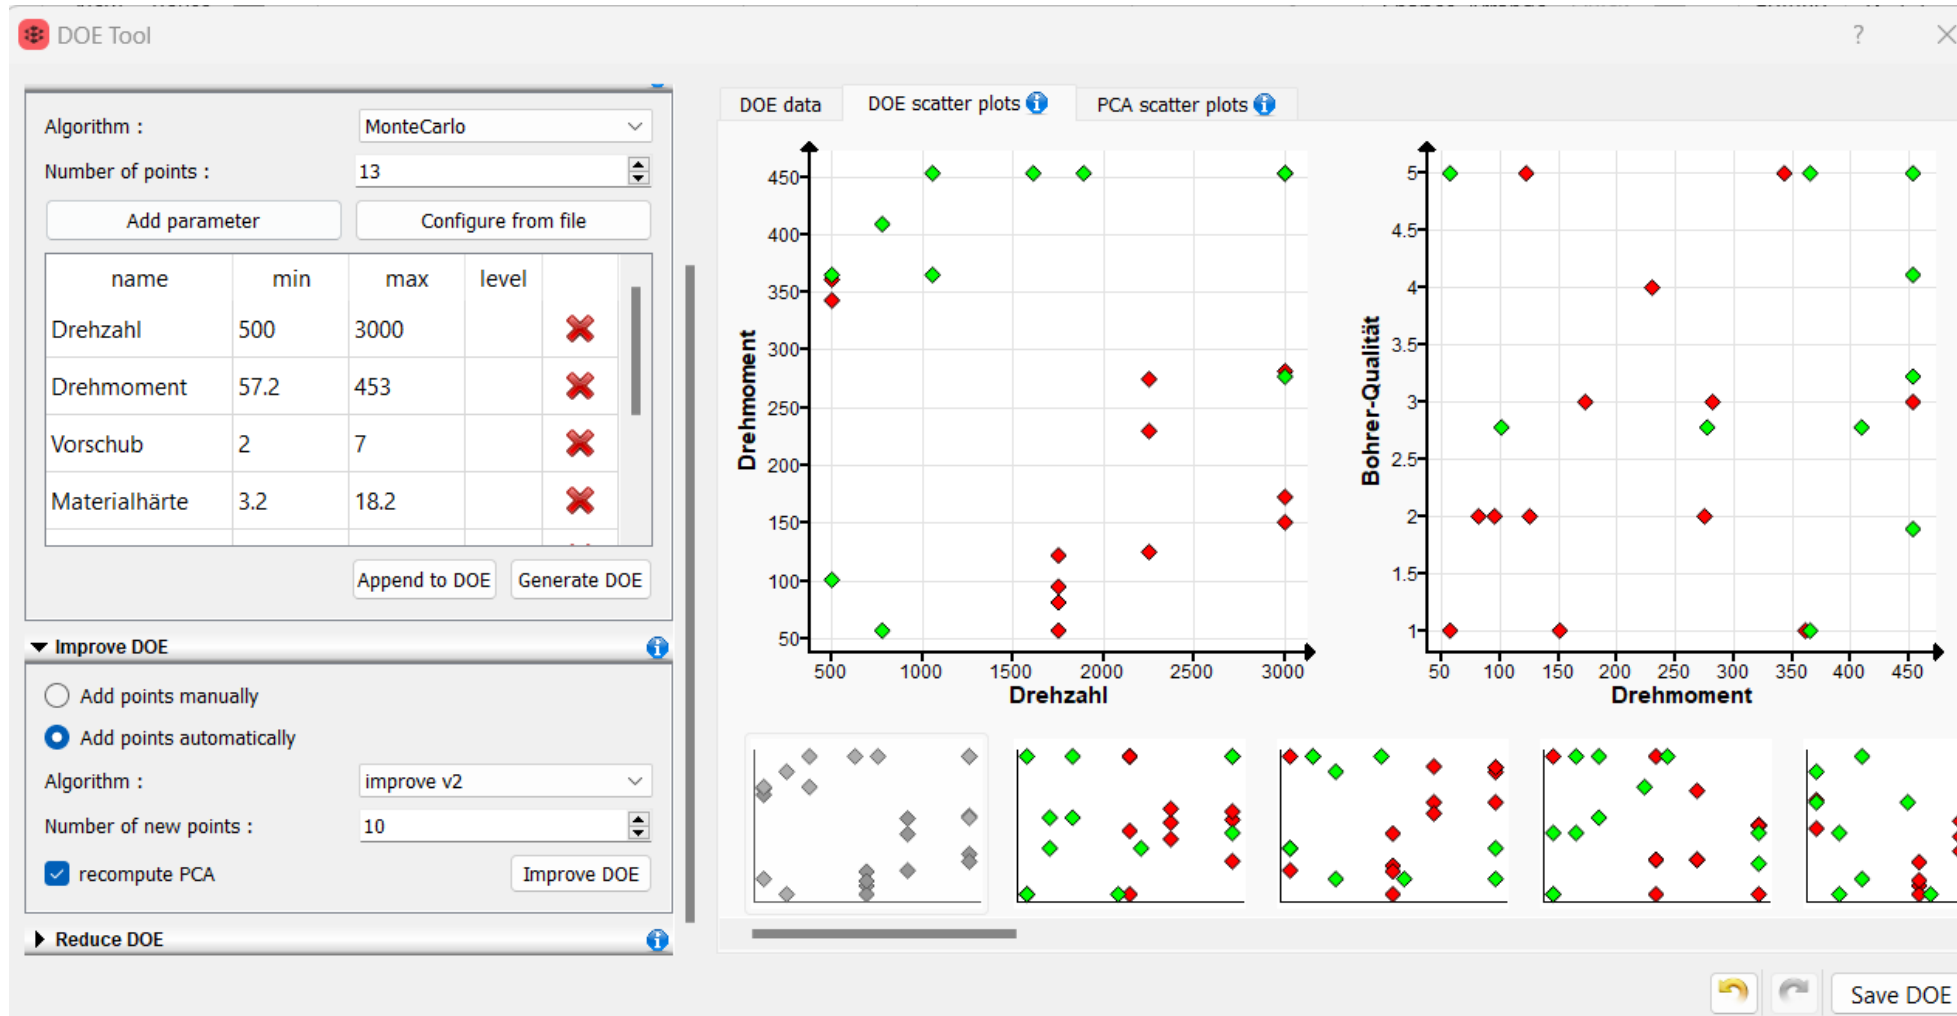 DOE Tool
?
Algorithm :
MonteCarlo
Number of points :
13
Add parameter
Configure from file
name min max level
Drehzahl 500 3000
Drehmoment 57.2 453
Vorschub 2 7
Materialhärte 3.2 18.2
Append to DOE
Generate DOE
Improve DOE
Add points manually
Add points automatically
Algorithm :
improve v2
Number of new points :
10
recompute PCA
Improve DOE
Reduce DOE
DOE data
DOE scatter plots
PCA scatter plots
450
400
350
300
250
200
150
100
50
Drehmoment
500 1000 1500 2000 2500 3000
Drehzahl
5
4.5
4
3.5
3
2.5
2
1.5
1
Bohrer-Qualität
50 100 150 200 250 300 350 400 450
Drehmoment
Save DOE